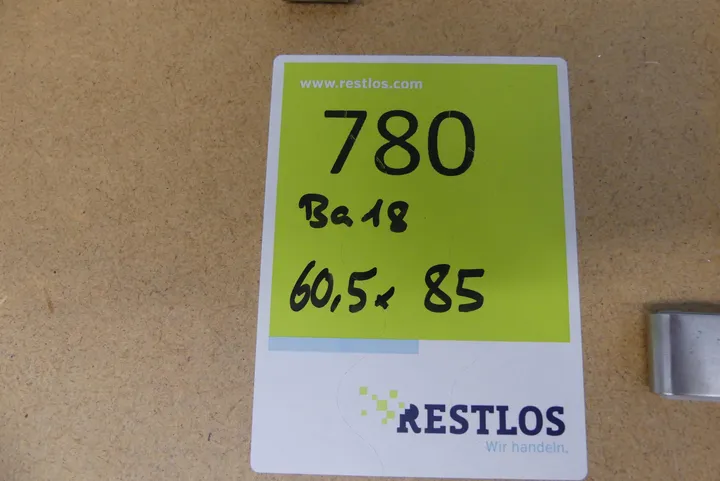 www.restlos.com
780
Ba 18
60,5x 85
RESTLOS
Wir handeln.